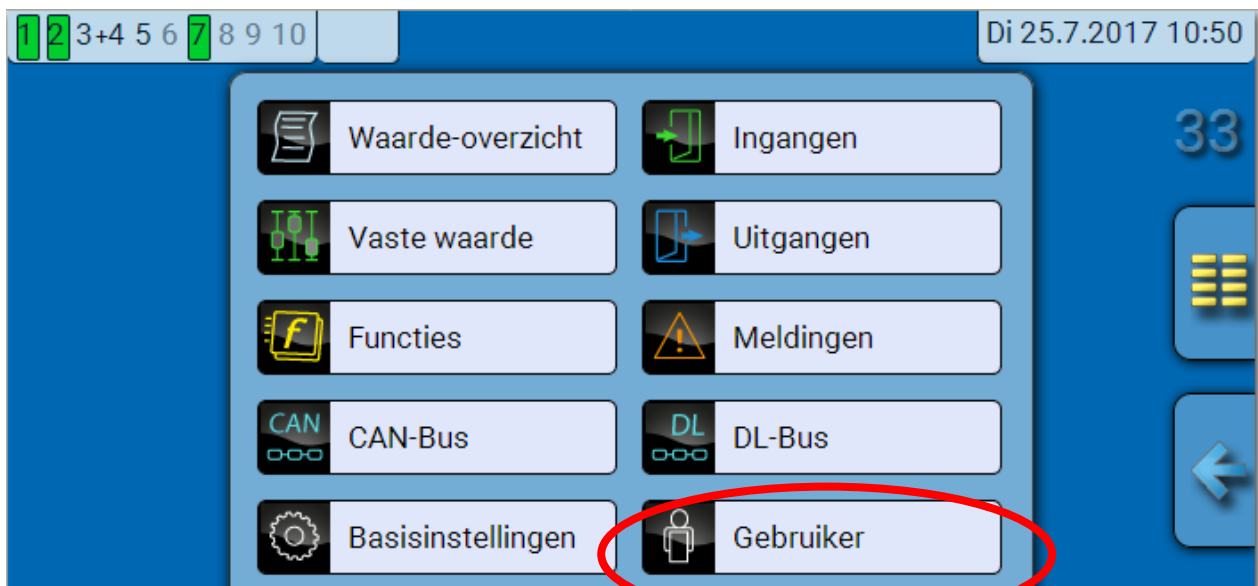 1 2 3+4 5 6 7 8 9 10
Di 25.7.2017 10:50
Waarde-overzicht
Ingangen
33
Vaste waarde
Uitgangen
f Functies
Meldingen
CAN CAN-Bus
DL DL-Bus
Basisinstellingen
Gebruiker